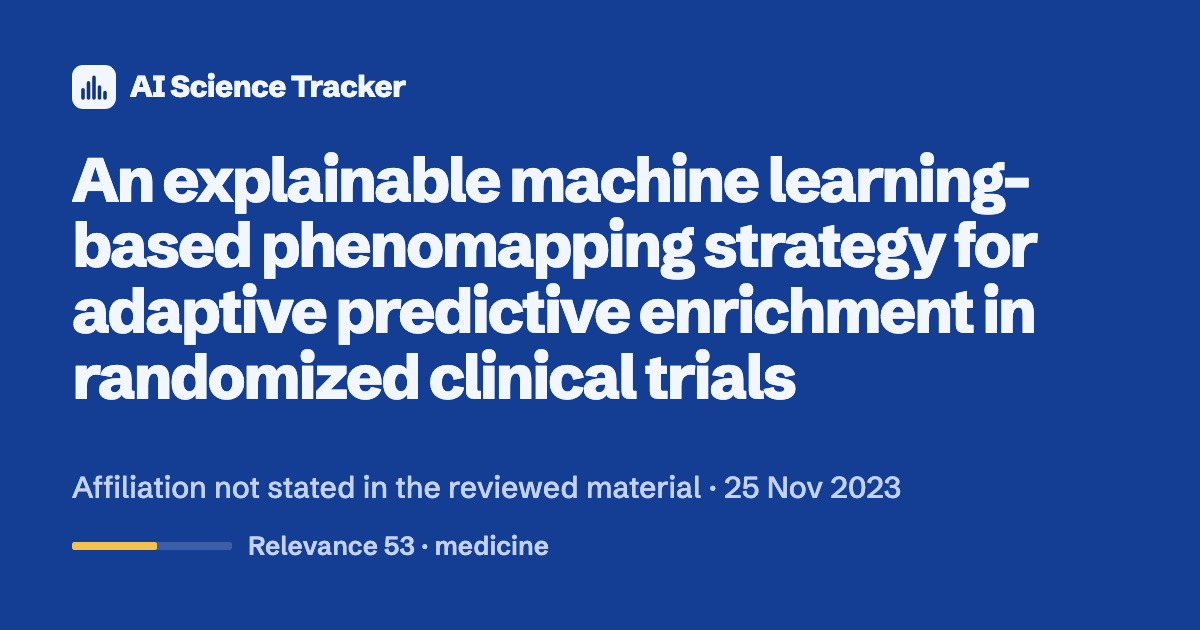 AI Science Tracker
An explainable machine learning-
based phenomapping strategy for
adaptive predictive enrichment in
randomized clinical trials
Affiliation not stated in the reviewed material · 25 Nov 2023
Relevance 53 · medicine